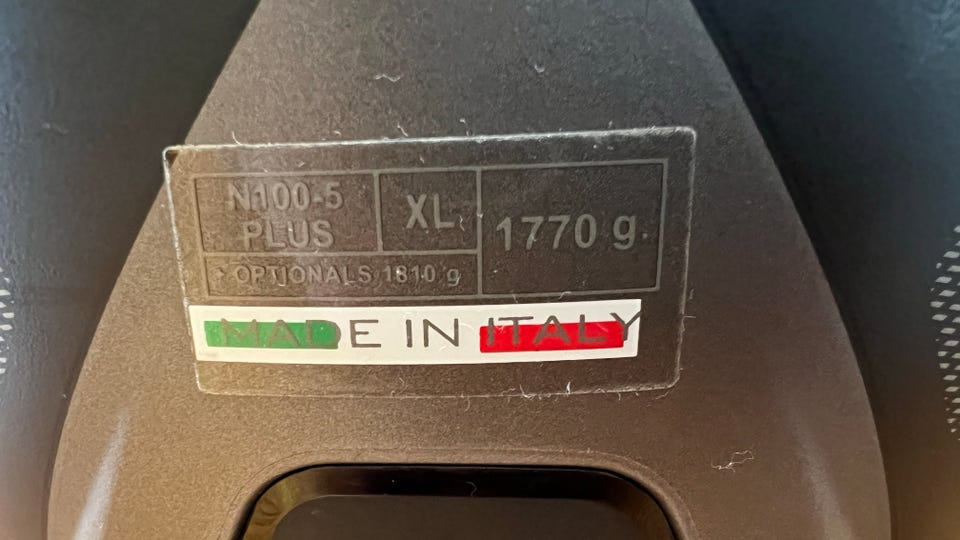 N100-5
PLUS
XL
1770 g.
+ OPTIONALS 1810 g
MADE IN ITALY